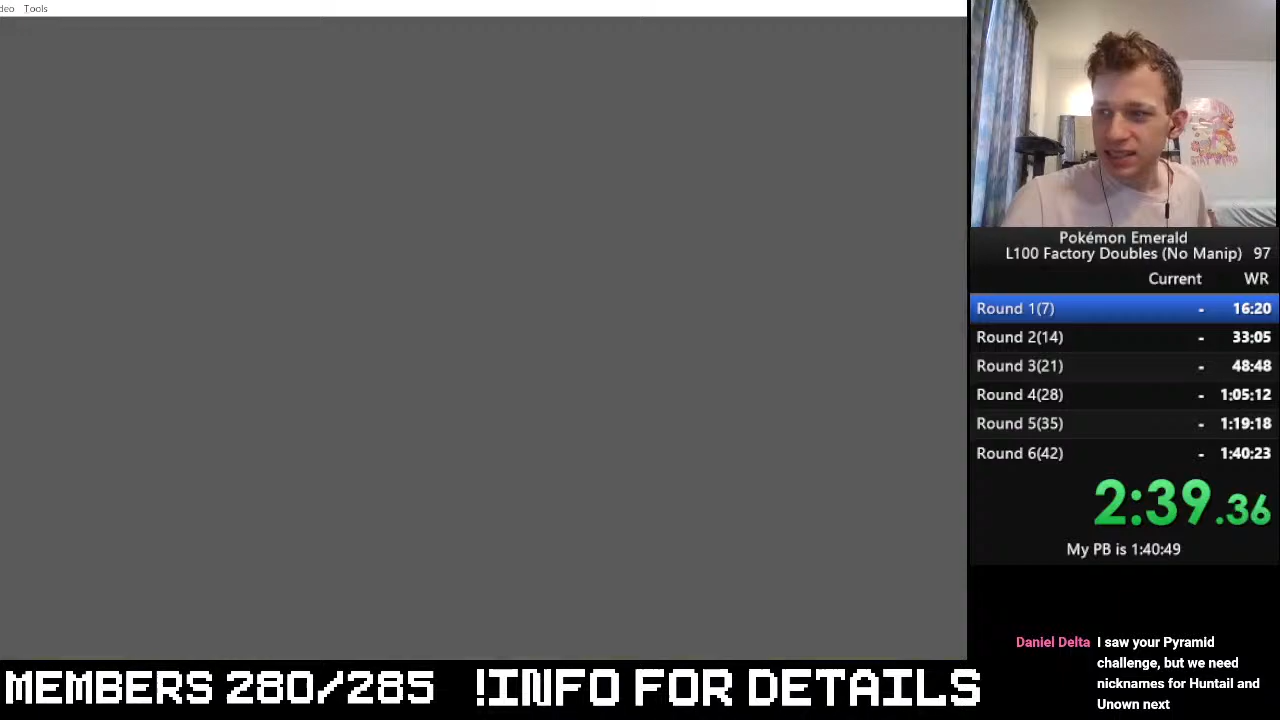 deo Tools
Pokémon Emerald
L100 Factory Doubles (No Manip) 97
Current WR
Round 1(7) - 16:20
Round 2(14) - 33:05
Round 3(21) - 48:48
Round 4(28) - 1:05:12
Round 5(35) - 1:19:18
Round 6(42) - 1:40:23
2:39.36
My PB is 1:40:49
Daniel Delta I saw your Pyramid
challenge, but we need
nicknames for Huntail and
Unown next
MEMBERS 280/285 !INFO FOR DETAILS